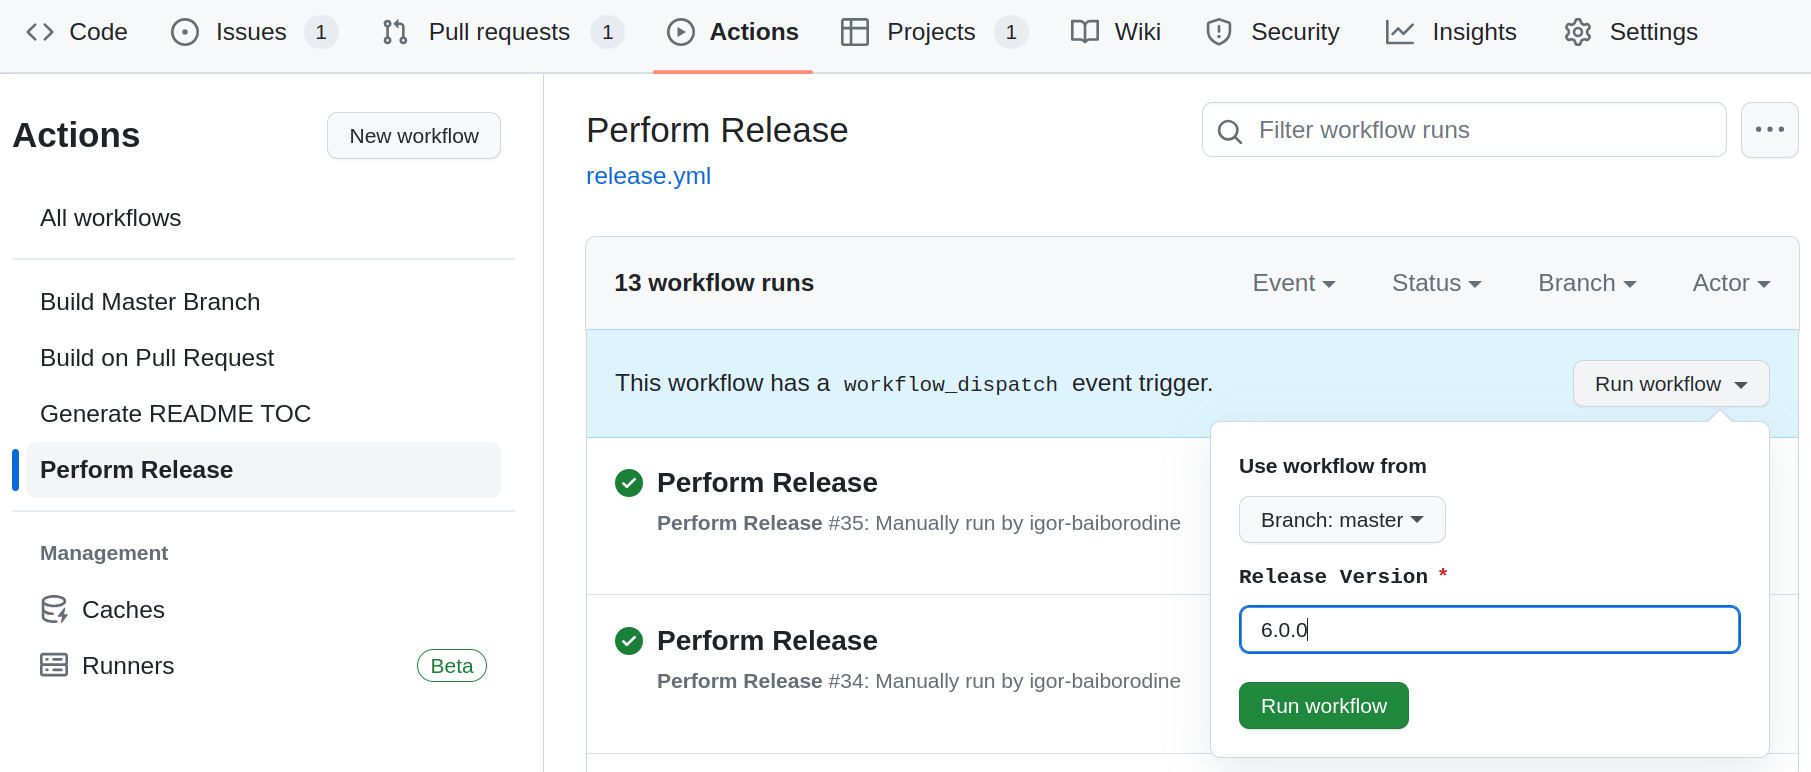 Code Issues 1 Pull requests 1 Actions Projects 1 Wiki Security Insights Settings
Actions
New workflow
All workflows
Build Master Branch
Build on Pull Request
Generate README TOC
Perform Release
Management
Caches
Runners Beta
Perform Release
release.yml
Filter workflow runs
13 workflow runs Event Status Branch Actor
This workflow has a workflow_dispatch event trigger. Run workflow
Perform Release
Perform Release #35: Manually run by igor-baiborodine
Perform Release
Perform Release #34: Manually run by igor-baiborodine
Use workflow from
Branch: master
Release Version *
6.0.0
Run workflow